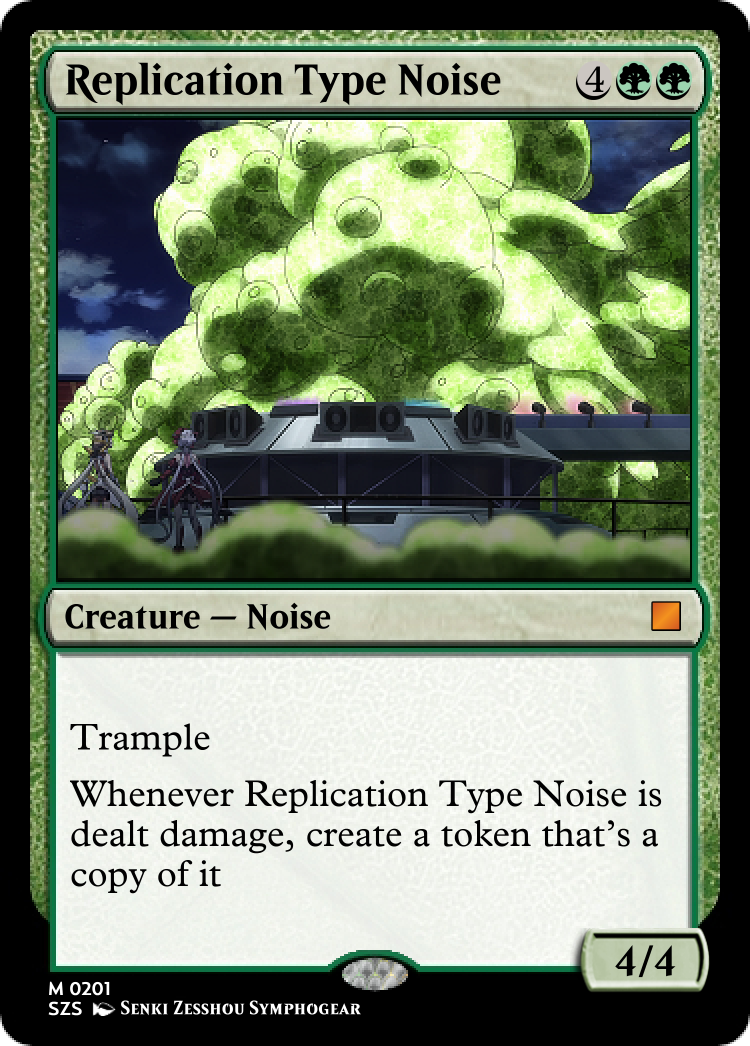 Replication Type Noise 4
Creature — Noise
Trample
Whenever Replication Type Noise is
dealt damage, create a token that's a
copy of it
4/4
M 0201
SZS Senki Zesshou Symphogear